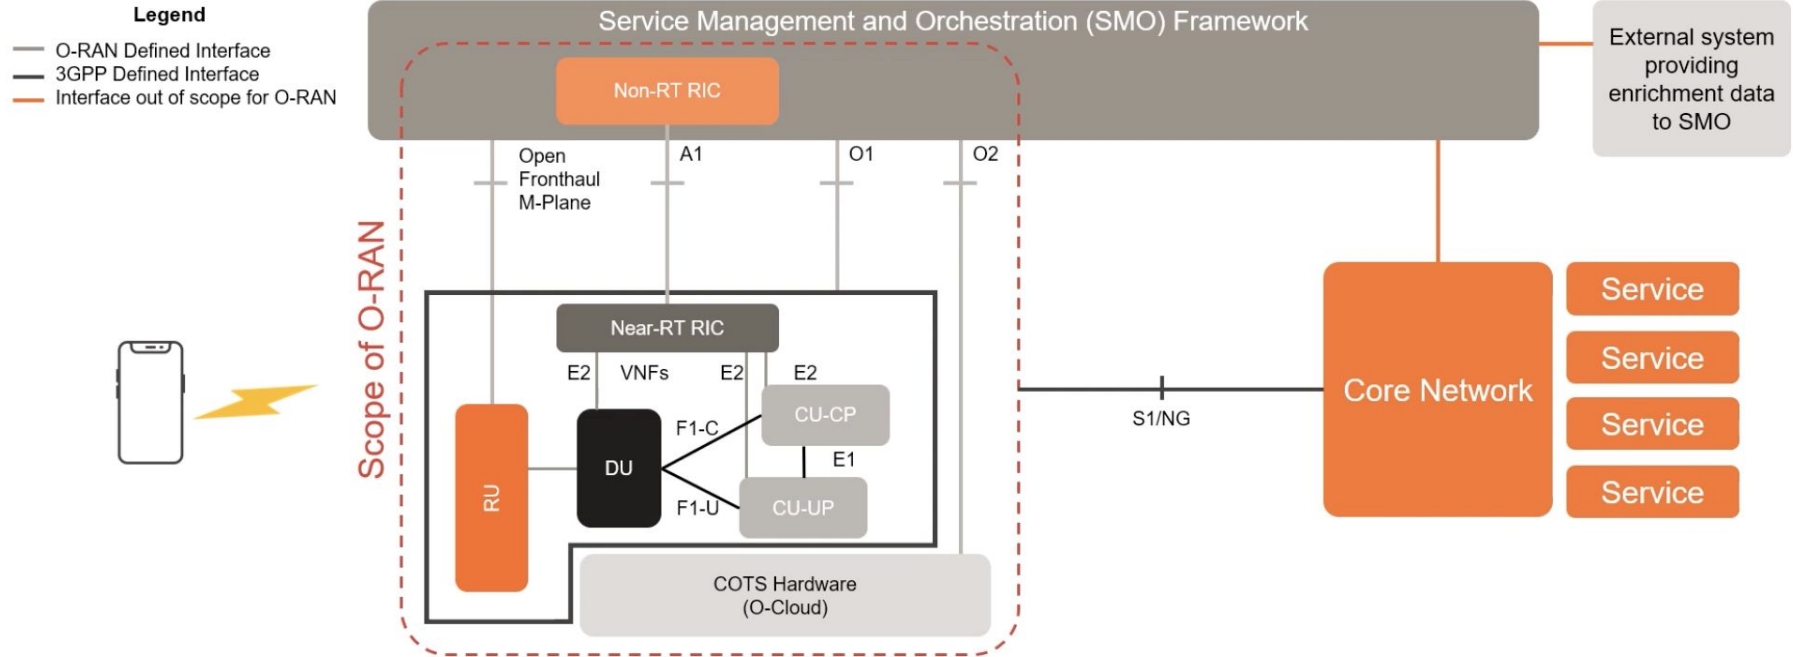 Legend
O-RAN Defined Interface
3GPP Defined Interface
Interface out of scope for O-RAN
Service Management and Orchestration (SMO) Framework
Non-RT RIC
External system
providing
enrichment data
to SMO
Open
Fronthaul
M-Plane
A1
O1
O2
Scope of O-RAN
Near-RT RIC
E2
VNFs
E2
E2
CU-CP
F1-C
DU
E1
RU
F1-U
CU-UP
COTS Hardware
(O-Cloud)
S1/NG
Core Network
Service
Service
Service
Service